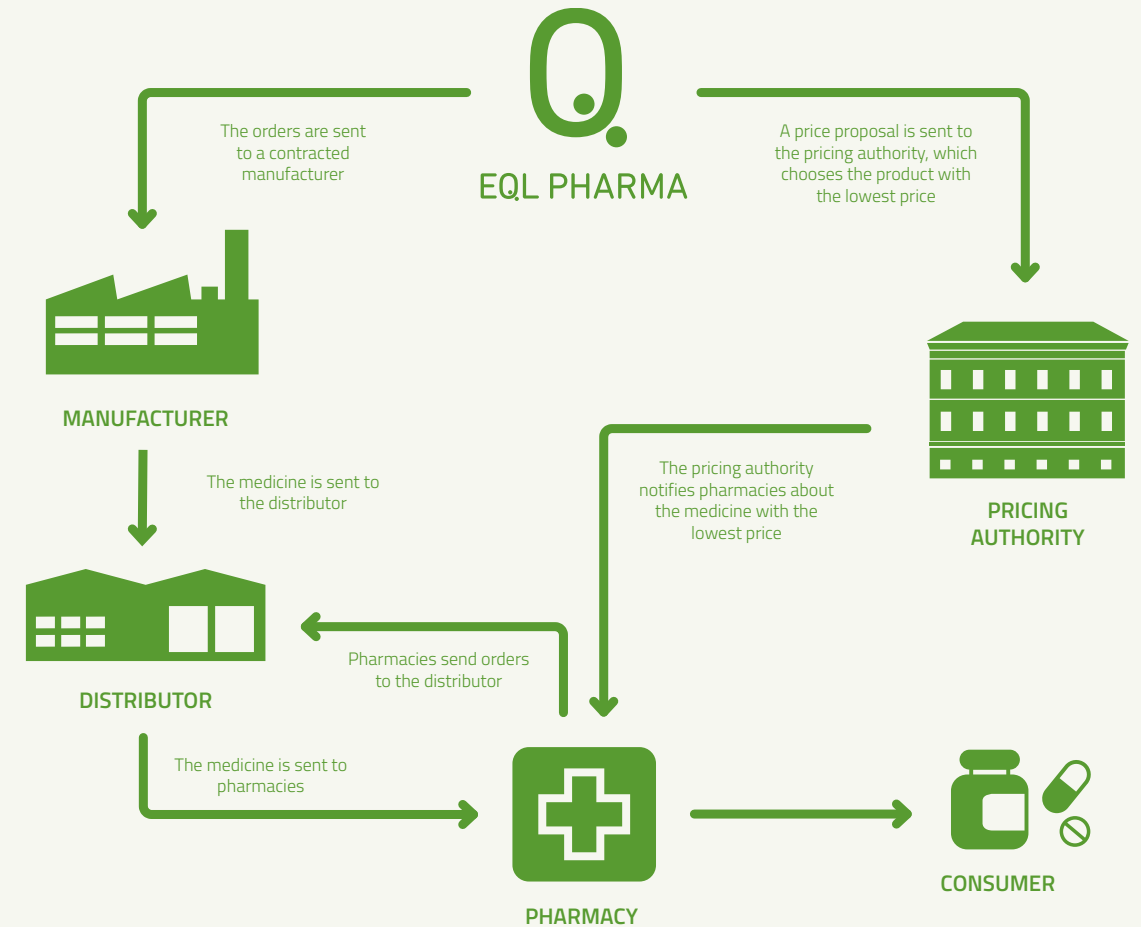 EQL PHARMA
The orders are sent
to a contracted
manufacturer
A price proposal is sent to
the pricing authority, which
chooses the product with
the lowest price
MANUFACTURER
The medicine is sent to
the distributor
The pricing authority
notifies pharmacies about
the medicine with the
lowest price
PRICING
AUTHORITY
Pharmacies send orders
to the distributor
DISTRIBUTOR
The medicine is sent to
pharmacies
PHARMACY
CONSUMER